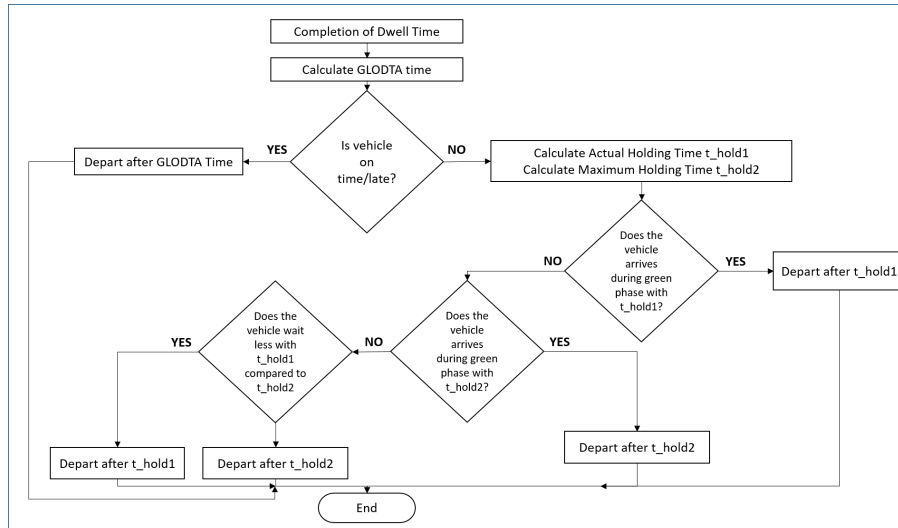 Completion of Dwell Time
Calculate GLODTA time
Is vehicle
on
time/late?
YES
NO
Depart after GLODTA Time
Calculate Actual Holding Time t_hold1
Calculate Maximum Holding Time t_hold2
Does the
vehicle
arrives
during green
phase with
t_hold1?
NO
YES
Depart after t_hold1
Does the
vehicle
arrives
during green
phase with
t_hold2?
NO
YES
Does the
vehicle wait
less with
t_hold1
compared to
t_hold2
YES
Depart after t_hold1
Depart after t_hold2
Depart after t_hold2
End